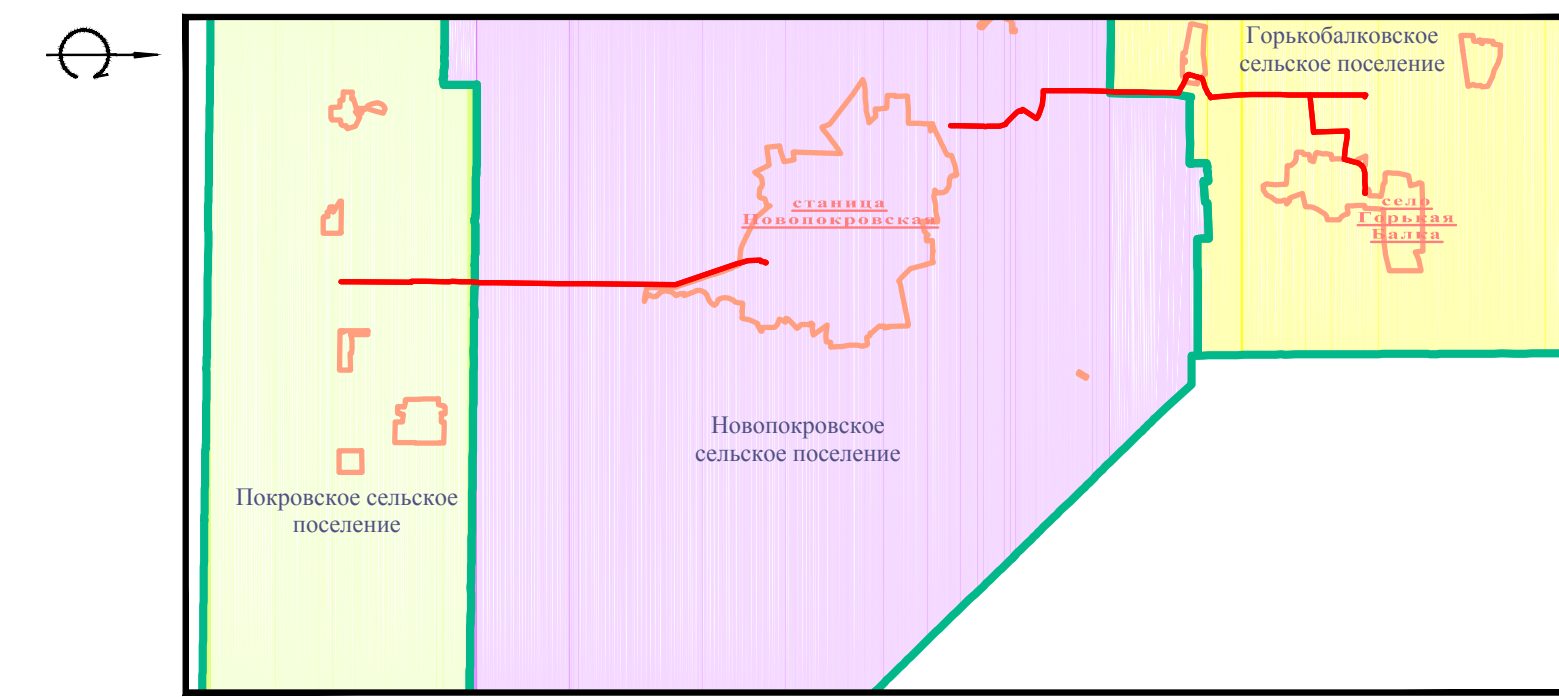 Горькобалковское
сельское поселение
станица
Новопокровская
село
Горькая
Балка
Новопокровское
сельское поселение
Покровское сельское
поселение